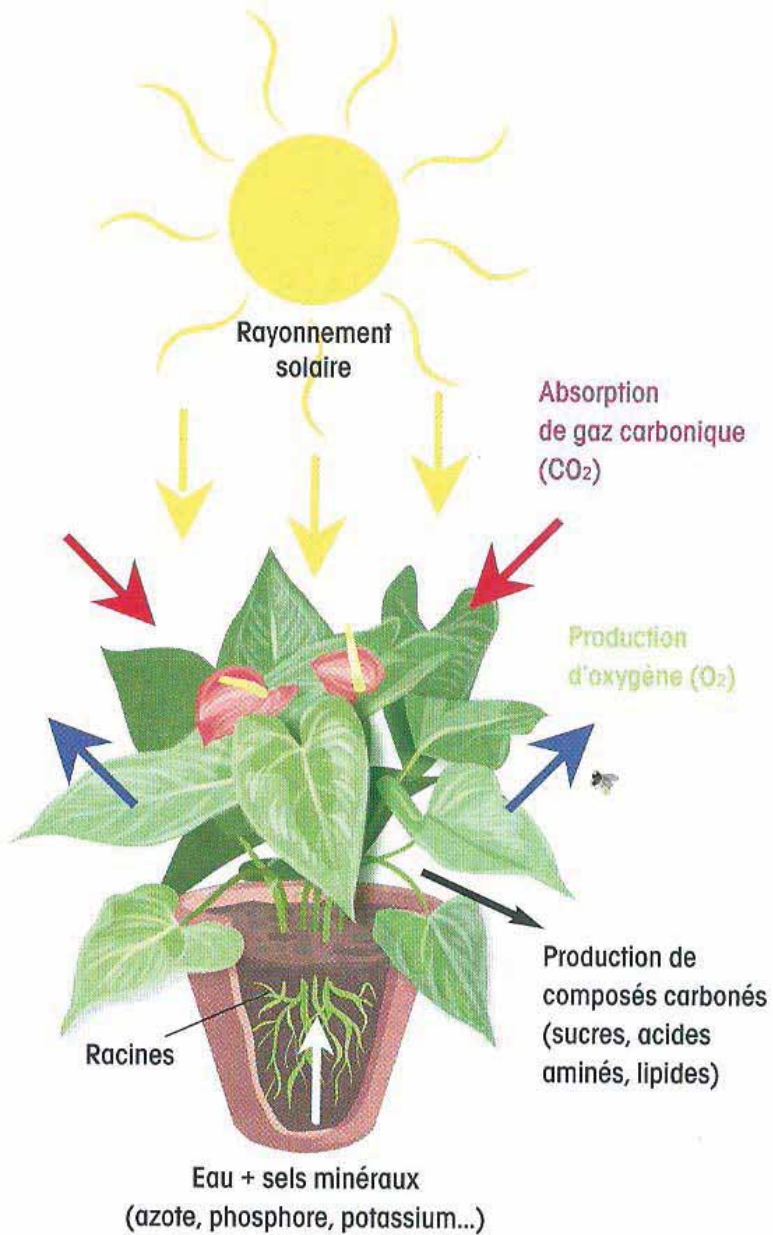 Rayonnement
solaire
Absorption
de gaz carbonique
(CO₂)
Production
d'oxygène (O₂)
Production de
composés carbonés
(sucres, acides
aminés, lipides)
Racines
Eau + sels minéraux
(azote, phosphore, potassium...)